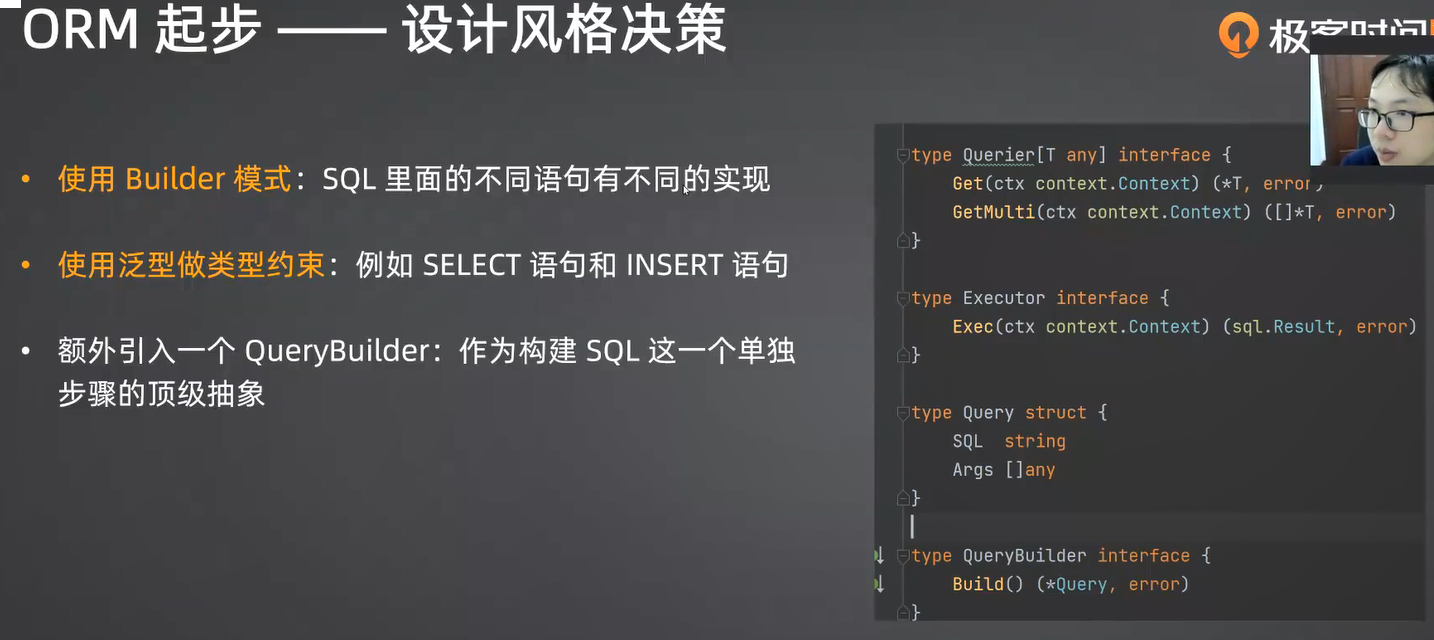 ORM 起步 —— 设计风格决策
极客时间
• 使用 Builder 模式：SQL 里面的不同语句有不同的实现
• 使用泛型做类型约束：例如 SELECT 语句和 INSERT 语句
• 额外引入一个 QueryBuilder：作为构建 SQL 这一个单独
步骤的顶级抽象
type Querier[T any] interface {
Get(ctx context.Context) (*T, error)
GetMulti(ctx context.Context) ([]*T, error)
}
type Executor interface {
Exec(ctx context.Context) (sql.Result, error)
}
type Query struct {
SQL string
Args []any
}
type QueryBuilder interface {
Build() (*Query, error)
}